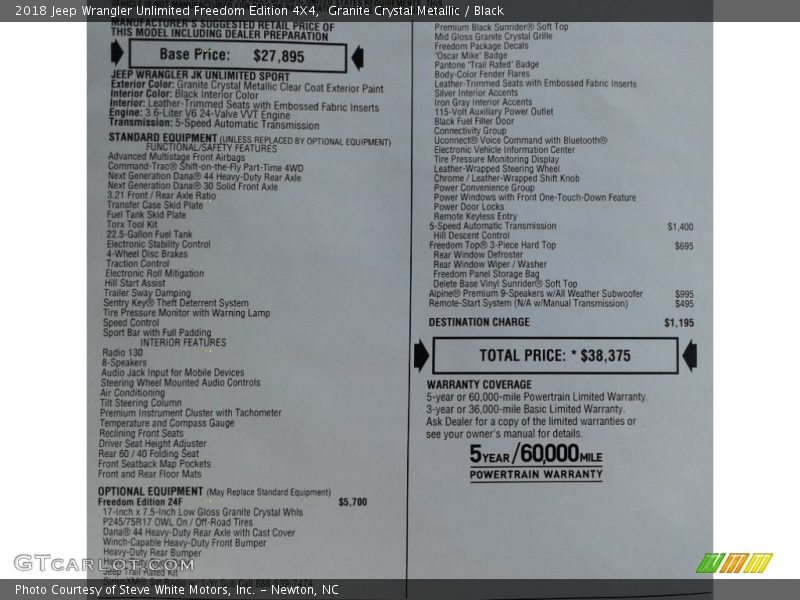 2018 Jeep Wrangler Unlimited Freedom Edition 4X4,  Granite Crystal Metallic / Black
MANUFACTURER'S SUGGESTED RETAIL PRICE OF
THIS MODEL INCLUDING DEALER PREPARATION
Base Price: $27,895
JEEP WRANGLER JK UNLIMITED SPORT
Exterior Color: Granite Crystal Metallic Clear Coat Exterior Paint
Interior Color: Black Interior Color
Interior: Leather-Trimmed Seats with Embossed Fabric Inserts
Engine: 3.6-Liter V6 24-Valve VVT Engine
Transmission: 5-Speed Automatic Transmission
STANDARD EQUIPMENT (UNLESS REPLACED BY OPTIONAL EQUIPMENT)
FUNCTIONAL/SAFETY FEATURES
Advanced Multistage Front Airbags
Command-Trac® Shift-on-the-Fly Part-Time 4WD
Next Generation Dana® 44 Heavy-Duty Rear Axle
Next Generation Dana® 30 Solid Front Axle
3.21 Front / Rear Axle Ratio
Transfer Case Skid Plate
Fuel Tank Skid Plate
Torx Tool Kit
22.5-Gallon Fuel Tank
Electronic Stability Control
4-Wheel Disc Brakes
Traction Control
Electronic Roll Mitigation
Hill Start Assist
Trailer Sway Damping
Sentry Key® Theft Deterrent System
Tire Pressure Monitor with Warning Lamp
Speed Control
Sport Bar with Full Padding
INTERIOR FEATURES
Radio 130
8-Speakers
Audio Jack Input for Mobile Devices
Steering Wheel Mounted Audio Controls
Air Conditioning
Tilt Steering Column
Premium Instrument Cluster with Tachometer
Temperature and Compass Gauge
Reclining Front Seats
Driver Seat Height Adjuster
Rear 60 / 40 Folding Seat
Front Seatback Map Pockets
Front and Rear Floor Mats
OPTIONAL EQUIPMENT (May Replace Standard Equipment)
Freedom Edition 24F $5,700
17-Inch x 7.5-Inch Low Gloss Granite Crystal Whls
P245/75R17 OWL On / Off-Road Tires
Dana® 44 Heavy-Duty Rear Axle with Cast Cover
Winch-Capable Heavy-Duty Front Bumper
Heavy-Duty Rear Bumper
Jeep Trail Rated Kit
Premium Black Sunrider® Soft Top
Mid Gloss Granite Crystal Grille
Freedom Package Decals
"Oscar Mike" Badge
Pantone "Trail Rated" Badge
Body-Color Fender Flares
Leather-Trimmed Seats with Embossed Fabric Inserts
Silver Interior Accents
Iron Gray Interior Accents
115-Volt Auxiliary Power Outlet
Black Fuel Filler Door
Connectivity Group
Uconnect® Voice Command with Bluetooth®
Electronic Vehicle Information Center
Tire Pressure Monitoring Display
Leather-Wrapped Steering Wheel
Chrome / Leather-Wrapped Shift Knob
Power Convenience Group
Power Windows with Front One-Touch-Down Feature
Power Door Locks
Remote Keyless Entry
5-Speed Automatic Transmission $1,400
Hill Descent Control
Freedom Top® 3-Piece Hard Top $695
Rear Window Defroster
Rear Window Wiper / Washer
Freedom Panel Storage Bag
Delete Base Vinyl Sunrider® Soft Top
Alpine® Premium 9-Speakers w/All Weather Subwoofer $995
Remote-Start System (N/A w/Manual Transmission) $495
DESTINATION CHARGE $1,195
TOTAL PRICE: * $38,375
WARRANTY COVERAGE
5-year or 60,000-mile Powertrain Limited Warranty.
3-year or 36,000-mile Basic Limited Warranty.
Ask Dealer for a copy of the limited warranties or
see your owner's manual for details.
5 YEAR / 60,000 MILE
POWERTRAIN WARRANTY
GTcarlot.com
Photo Courtesy of Steve White Motors, Inc. – Newton, NC